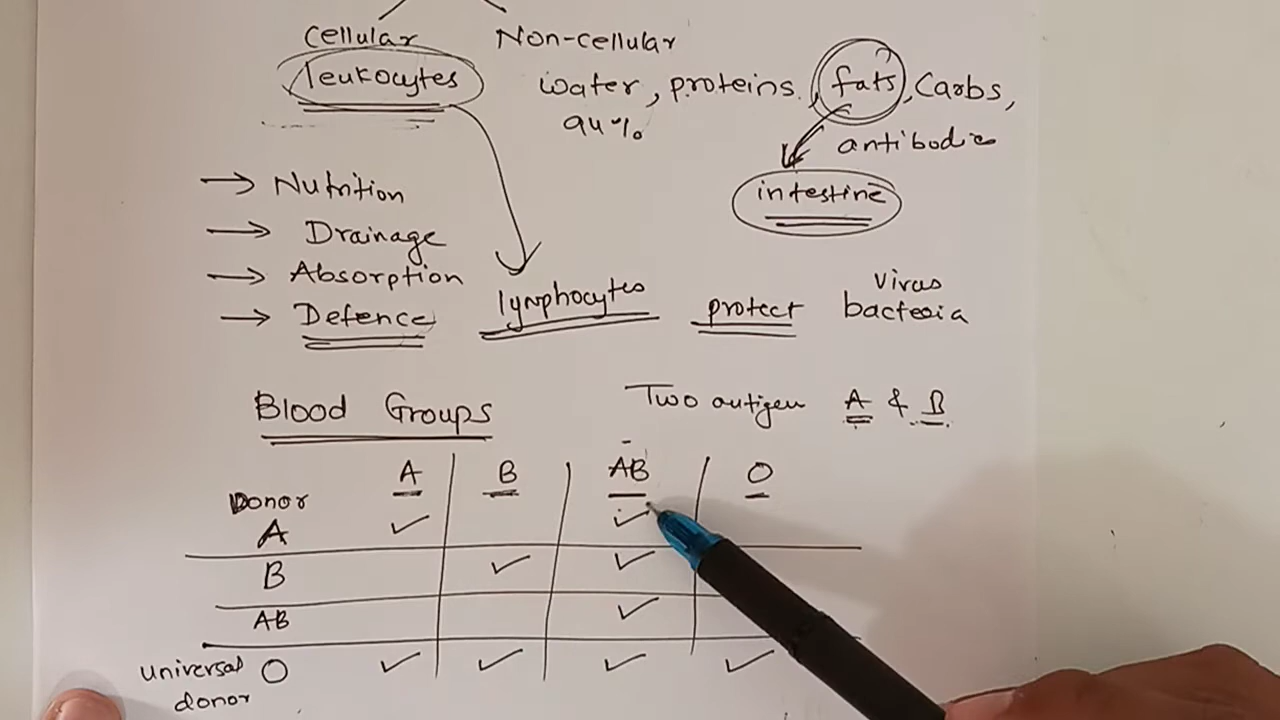 Cellular Non-cellular
leukocytes water, proteins, fats, Carbs,
94% antibodies
→ Nutrition intestine
→ Drainage
→ Absorption virus
→ Defence lymphocytes protect bacteria
Blood Groups Two antigen A & B
Donor A B AB O
A ✓ ✓
B ✓ ✓
AB ✓
universal donor O ✓ ✓ ✓ ✓